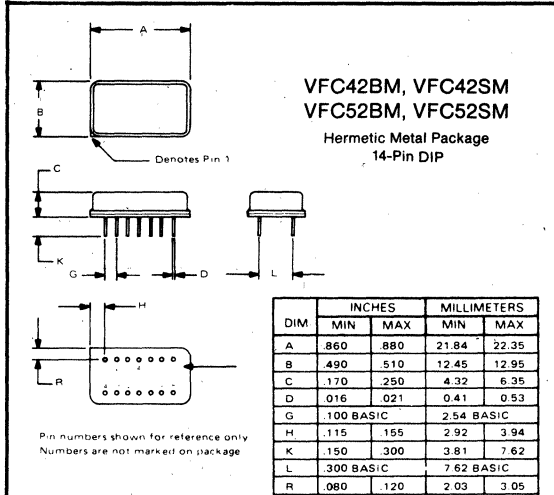 A
VFC42BM, VFC42SM
VFC52BM, VFC52SM
Hermetic Metal Package
14-Pin DIP
B
Denotes Pin 1
C
K
G
D
L
H
R
4
4
Pin numbers shown for reference only
Numbers are not marked on package
DIM INCHES MILLIMETERS
MIN MAX MIN MAX
A .860 .880 21.84 22.35
B .490 .510 12.45 12.95
C .170 .250 4.32 6.35
D .016 .021 0.41 0.53
G .100 BASIC 2.54 BASIC
H .115 .155 2.92 3.94
K .150 .300 3.81 7.62
L .300 BASIC 7.62 BASIC
R .080 .120 2.03 3.05